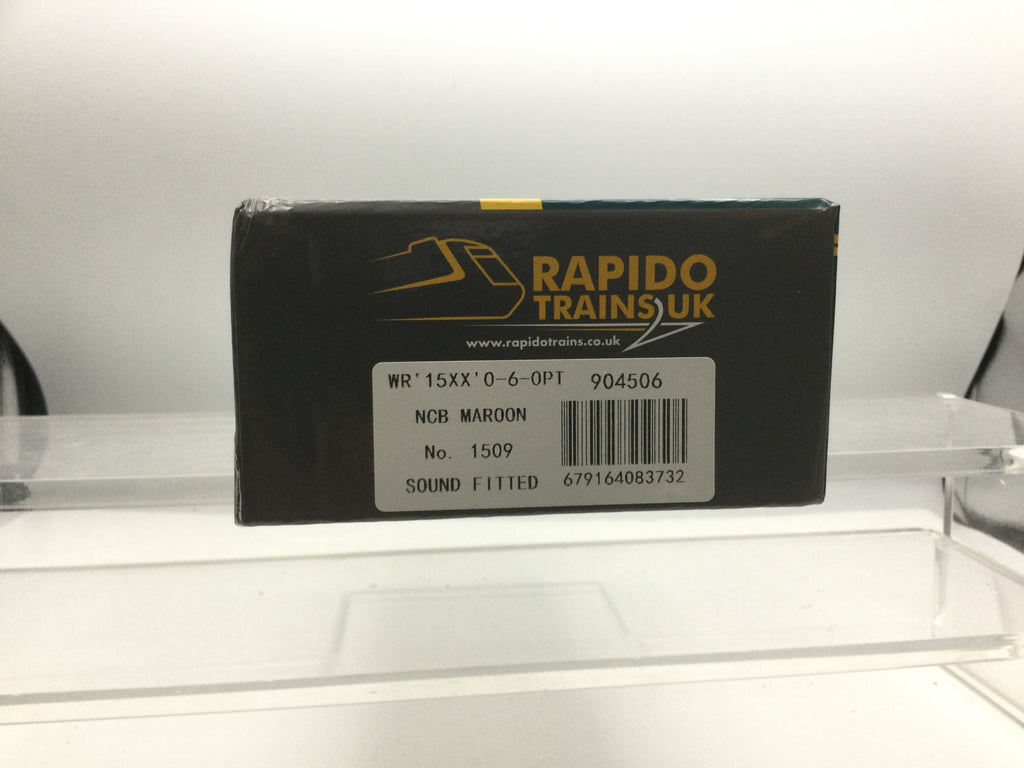 RAPIDO
TRAINS UK
www.rapidotrains.co.uk
WR'15XX'0-6-0PT 904506
NCB MAROON
No. 1509
SOUND FITTED 679164083732